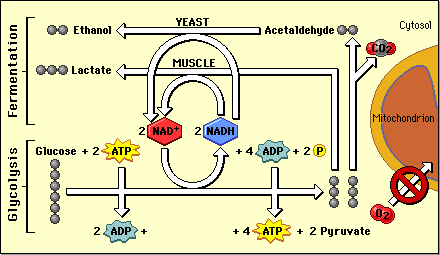 Fermentation
Ethanol
YEAST
Acetaldehyde
Cytosol
CO2
Lactate
MUSCLE
2 NAD+
2 NADH
Mitochondrion
Glycolysis
Glucose + 2 ATP
+ 4 ADP + 2 P
O2
2 ADP +
+ 4 ATP + 2 Pyruvate